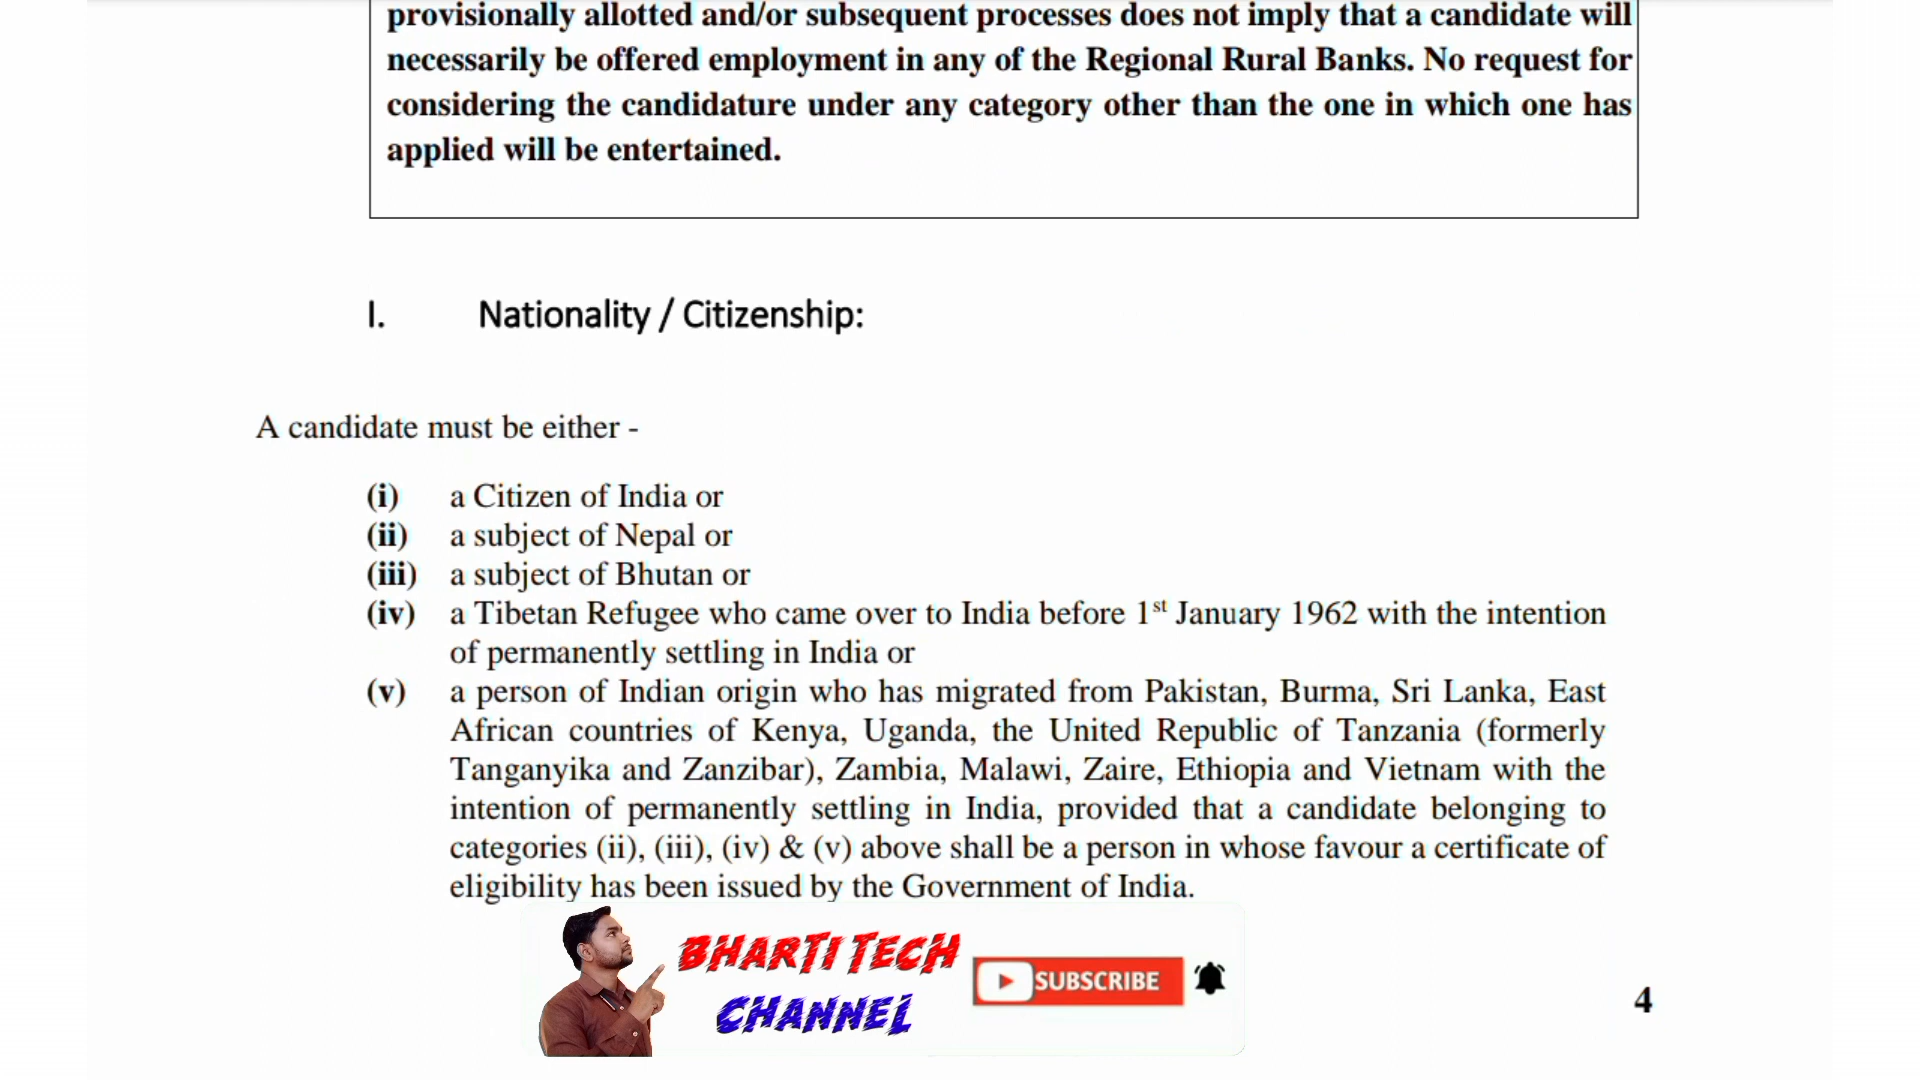 provisionally allotted and/or subsequent processes does not imply that a candidate will
necessarily be offered employment in any of the Regional Rural Banks. No request for
considering the candidature under any category other than the one in which one has
applied will be entertained.
I. Nationality / Citizenship:
A candidate must be either -
(i) a Citizen of India or
(ii) a subject of Nepal or
(iii) a subject of Bhutan or
(iv) a Tibetan Refugee who came over to India before 1st January 1962 with the intention
of permanently settling in India or
(v) a person of Indian origin who has migrated from Pakistan, Burma, Sri Lanka, East
African countries of Kenya, Uganda, the United Republic of Tanzania (formerly
Tanganyika and Zanzibar), Zambia, Malawi, Zaire, Ethiopia and Vietnam with the
intention of permanently settling in India, provided that a candidate belonging to
categories (ii), (iii), (iv) & (v) above shall be a person in whose favour a certificate of
eligibility has been issued by the Government of India.
BHARTI TECH
CHANNEL
SUBSCRIBE
4